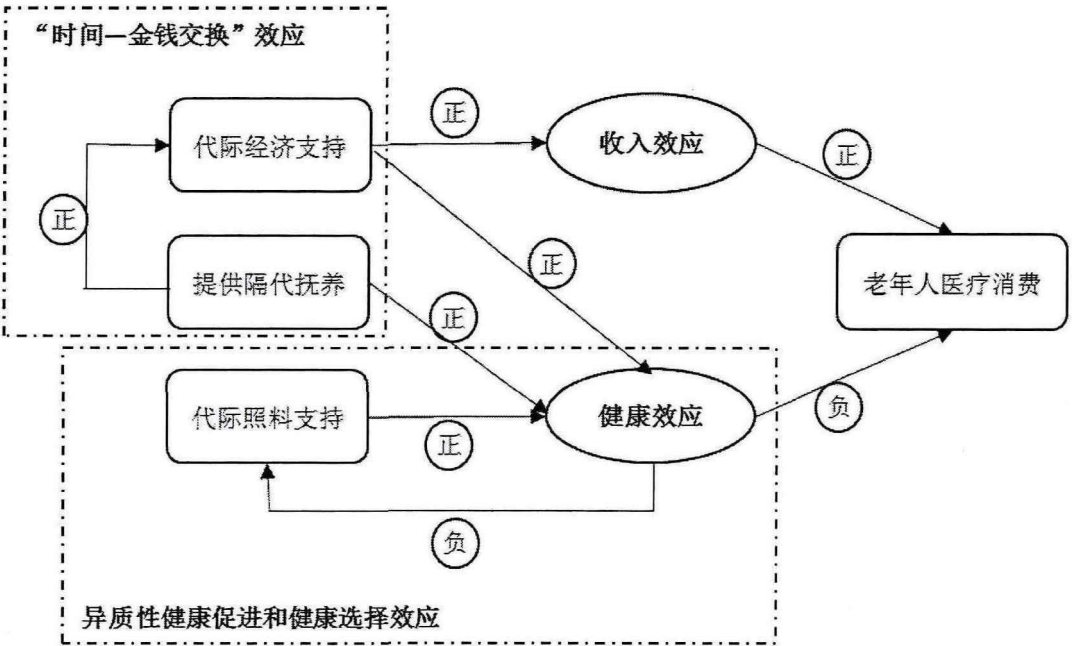 “时间—金钱交换”效应
代际经济支持
正
收入效应
正
正
提供隔代抚养
正
正
老年人医疗消费
代际照料支持
正
健康效应
负
负
异质性健康促进和健康选择效应